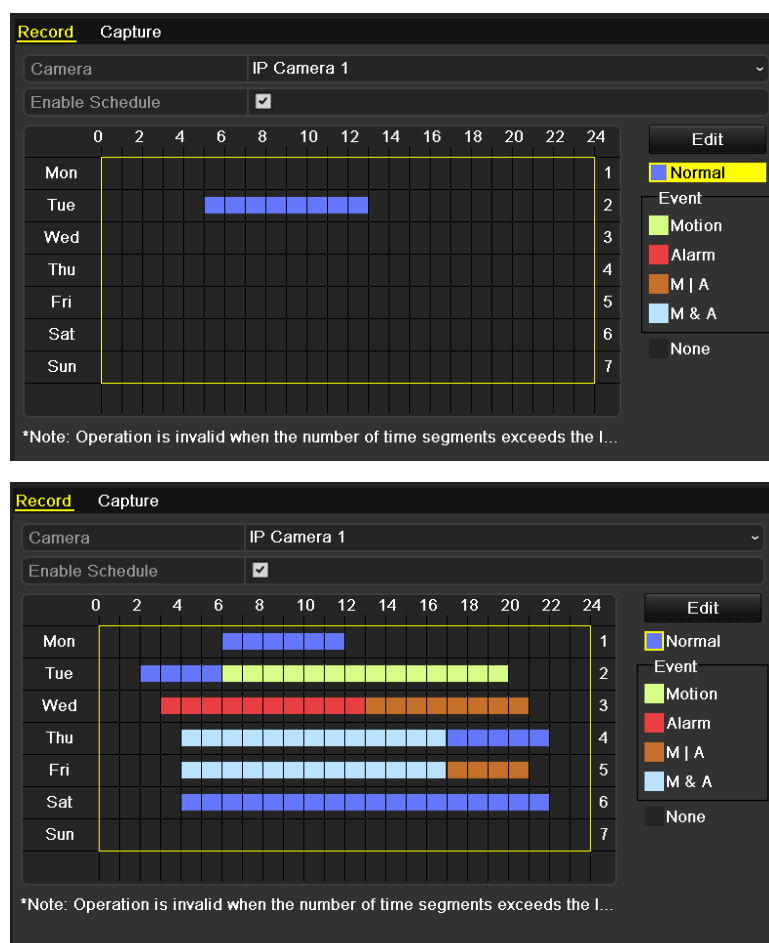 Record Capture
Camera IP Camera 1
Enable Schedule
0 2 4 6 8 10 12 14 16 18 20 22 24 Edit
Mon 1 Normal
Event
Tue 2
Motion
Wed 3
Alarm
Thu 4
M | A
Fri 5
M & A
Sat 6
None
Sun 7
*Note: Operation is invalid when the number of time segments exceeds the l...
Record Capture
Camera IP Camera 1
Enable Schedule
0 2 4 6 8 10 12 14 16 18 20 22 24 Edit
Mon 1 Normal
Event
Tue 2
Motion
Wed 3
Alarm
Thu 4
M | A
Fri 5
M & A
Sat 6
None
Sun 7
*Note: Operation is invalid when the number of time segments exceeds the l...